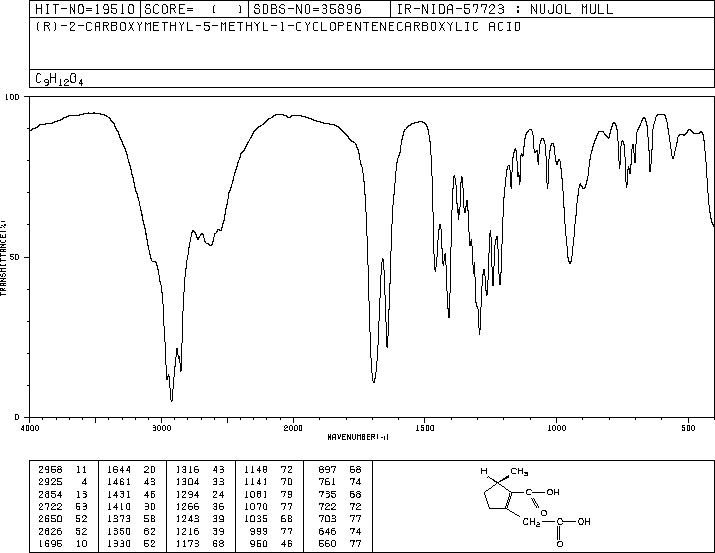 HIT-NO=19510 SCORE= ( ) SDBS-NO=35896 IR-NIDA-57723 : NUJOL MULL
(R)-2-CARBOXYMETHYL-5-METHYL-1-CYCLOPENTENECARBOXYLIC ACID
C9H12O4
100
TRANSMITTANCE(%)
50
0
4000 3000 2000 1500 1000 500
WAVENUMBER(-1)
2958 11 1644 20 1316 43 1148 72 897 68
2925 4 1461 43 1304 33 1141 70 761 74
2854 13 1431 46 1294 24 1081 79 735 68
2722 53 1410 30 1266 36 1070 77 722 72
2650 52 1373 58 1243 39 1035 68 703 77
2626 52 1350 62 1216 39 999 77 646 74
1695 10 1330 52 1173 68 950 46 560 77
H CH3
C OH
O
CH2 C OH
O